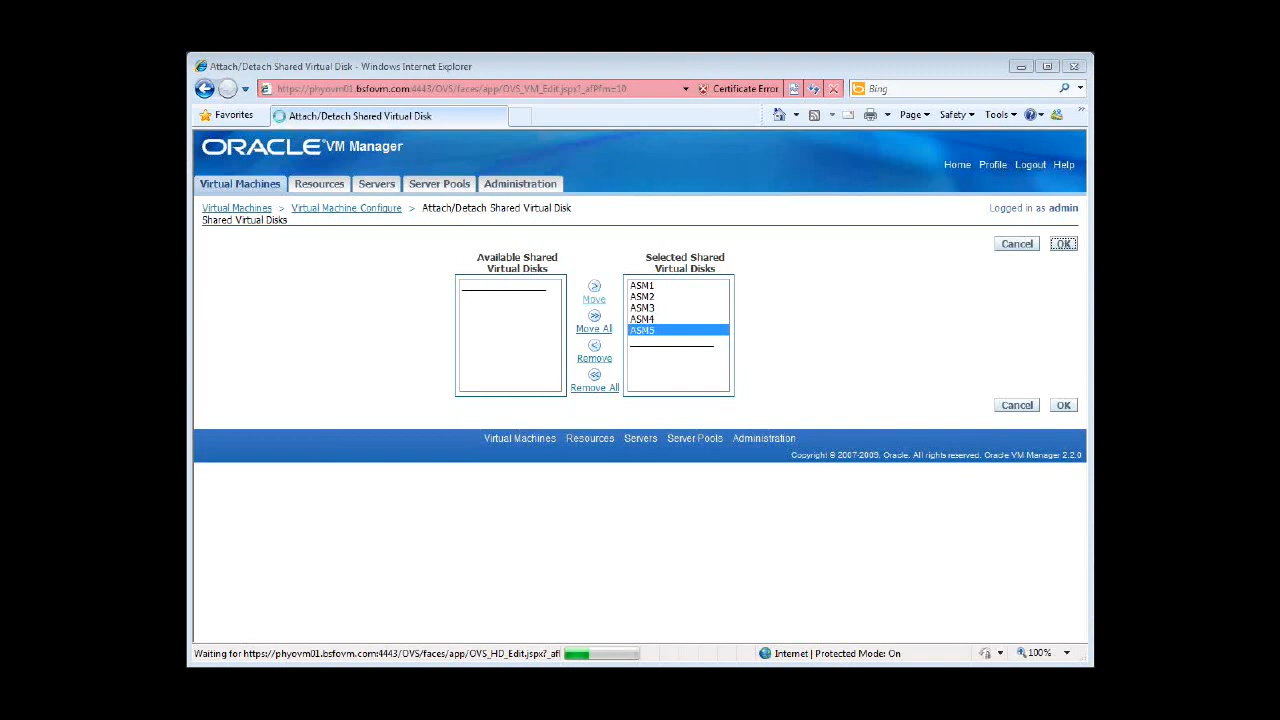 Attach/Detach Shared Virtual Disk - Windows Internet Explorer
https://phyovm01.bsfovm.com:4443/OVS/faces/app/OVS_VM_Edit.jspx?_afPfm=10
Certificate Error
Bing
Favorites
Attach/Detach Shared Virtual Disk
Page
Safety
Tools
ORACLE VM Manager
Home Profile Logout Help
Virtual Machines Resources Servers Server Pools Administration
Virtual Machines > Virtual Machine Configure > Attach/Detach Shared Virtual Disk
Logged in as admin
Shared Virtual Disks
Cancel OK
Available Shared
Virtual Disks
Selected Shared
Virtual Disks
Move
Move All
Remove
Remove All
ASM1
ASM2
ASM3
ASM4
ASM5
Cancel OK
Virtual Machines Resources Servers Server Pools Administration
Copyright © 2007-2009, Oracle. All rights reserved. Oracle VM Manager 2.2.0
Waiting for https://phyovm01.bsfovm.com:4443/OVS/faces/app/OVS_HD_Edit.jspx?_afl
Internet | Protected Mode: On
100%